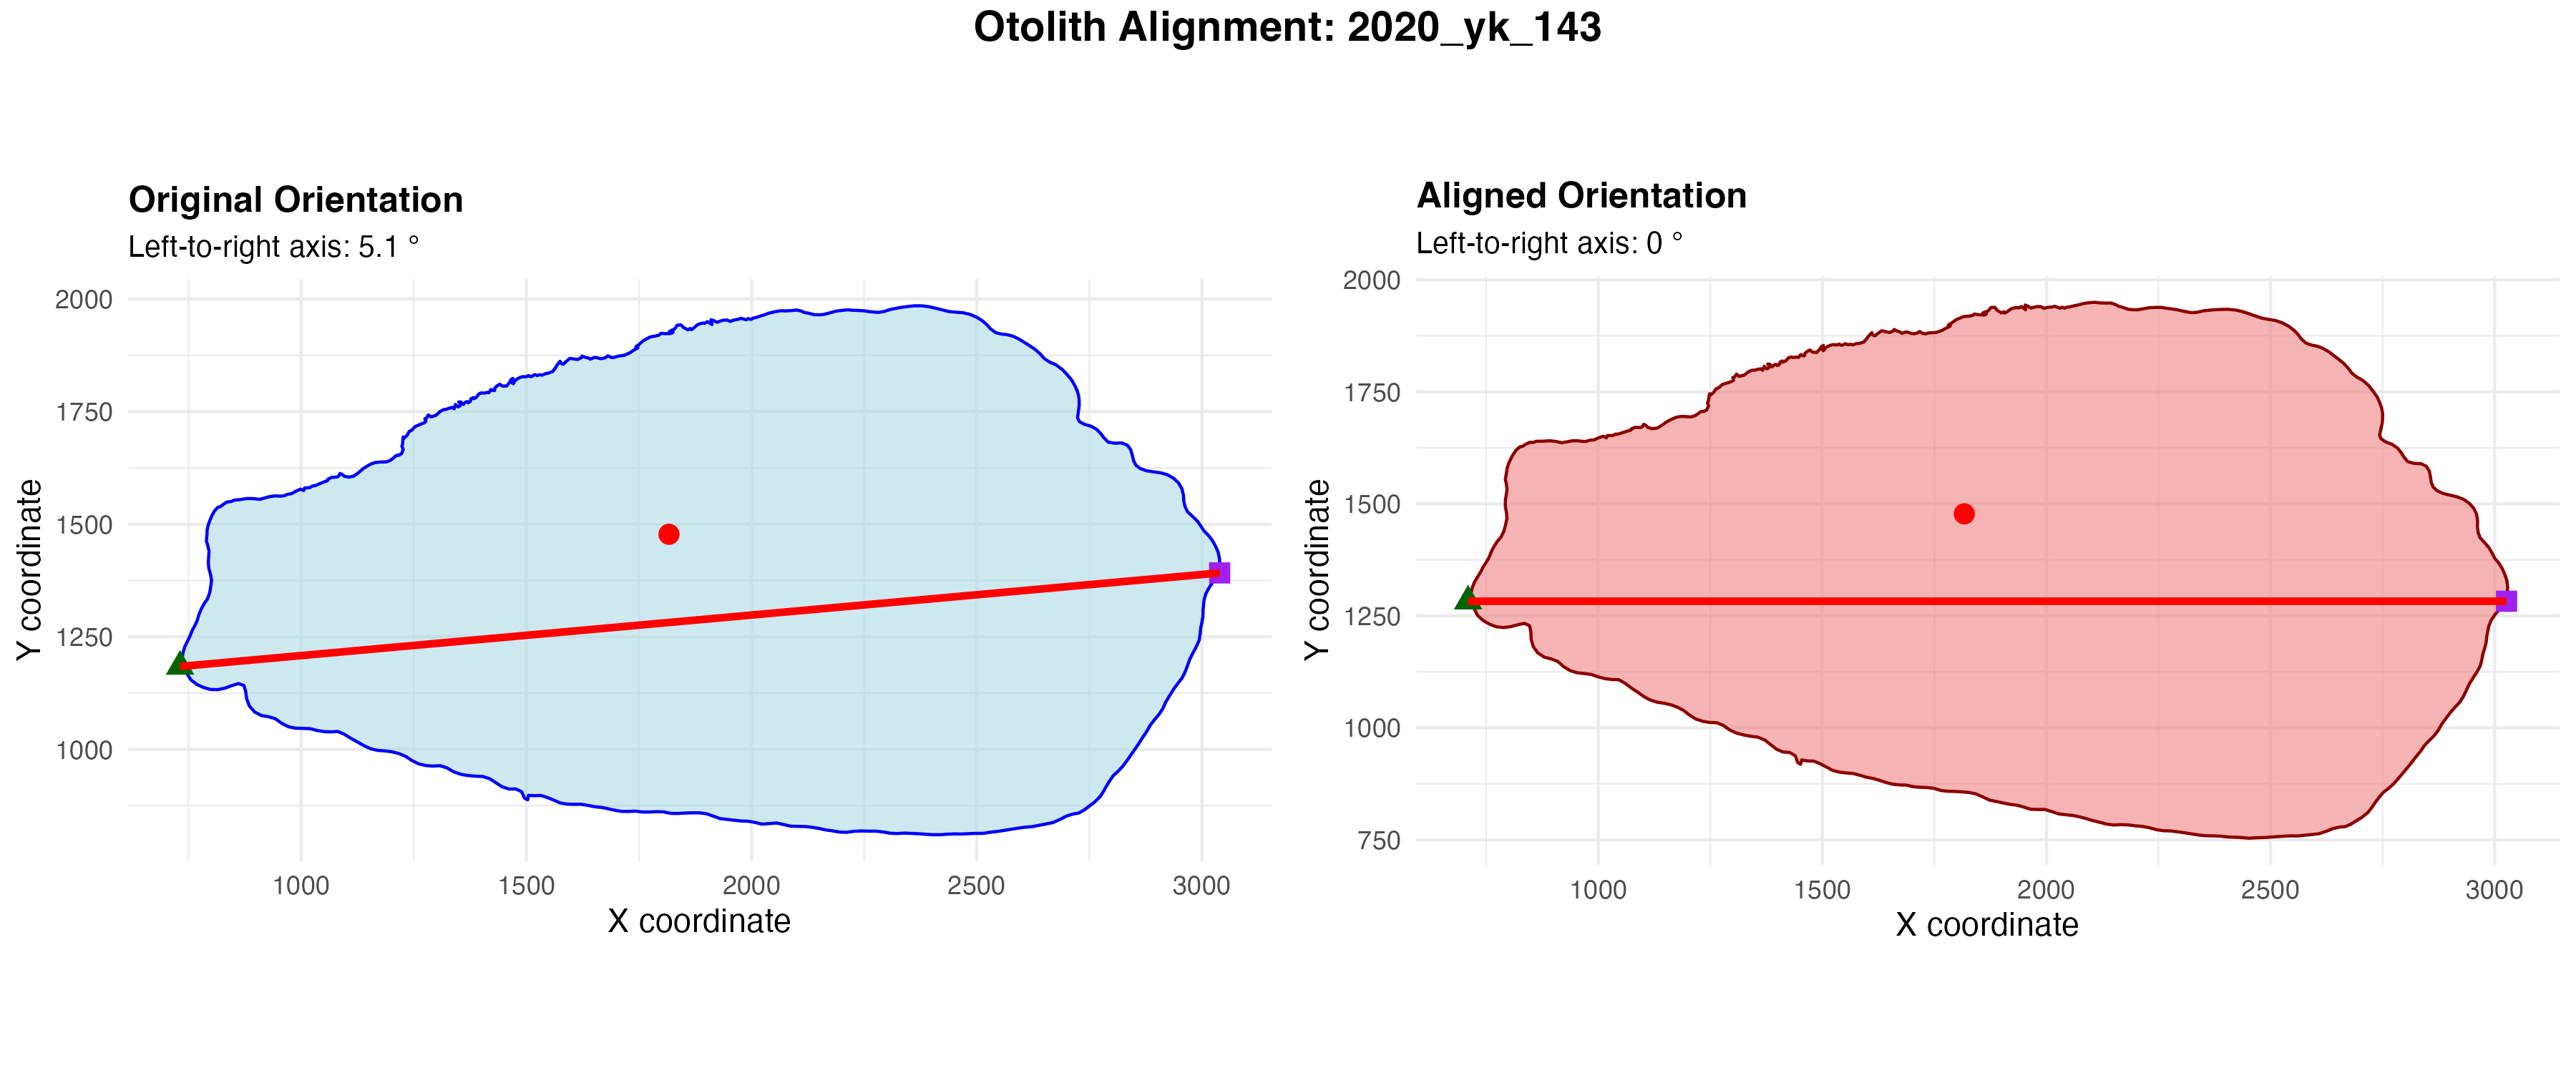 Otolith Alignment: 2020_yk_143
Original Orientation
Left-to-right axis: 5.1 °
2000
1750
1500
1250
1000
Y coordinate
1000 1500 2000 2500 3000
X coordinate
Aligned Orientation
Left-to-right axis: 0 °
2000
1750
1500
1250
1000
750
Y coordinate
1000 1500 2000 2500 3000
X coordinate